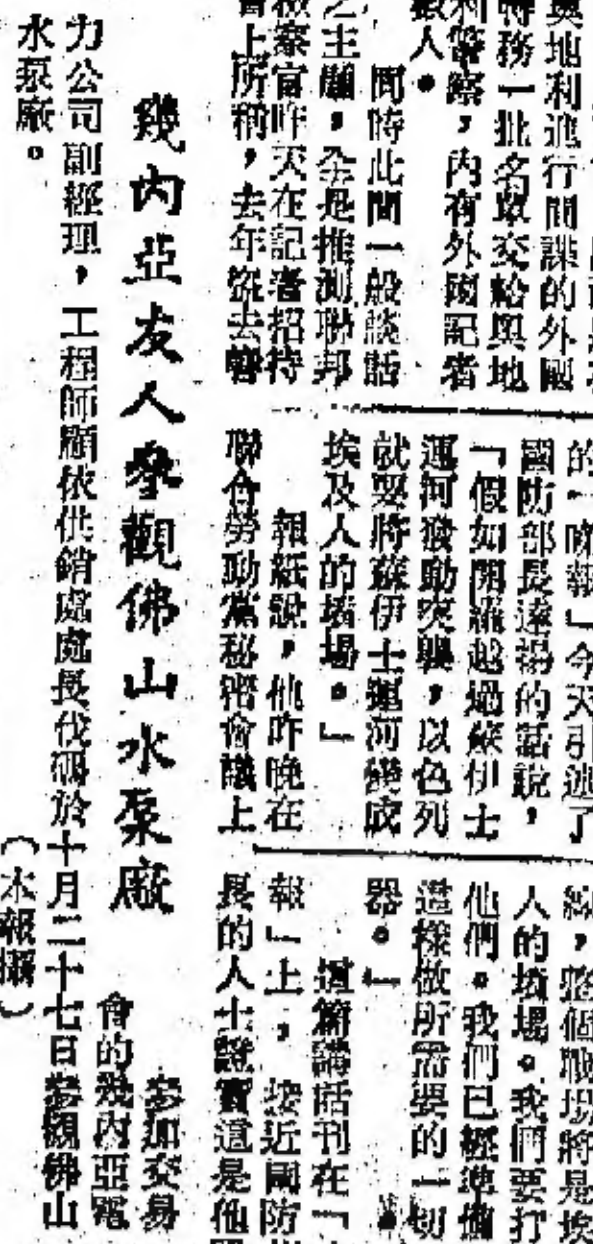 奧地利進行間諜的外國
特務一批名單交給奧地
利警察,內有外國記者
數人。
同時此間一般談話
之主題,全是推測聯邦
檢察官昨天在記者招待
會上所稱,去年盜去響
的一晚報」今天引述了
國防部長達揚的話說,
「假如開羅越過蘇伊士
運河發動突襲,以色列
就要將蘇伊士運河變成
埃及人的墳場。」
報紙說,他昨晚在
聯合勞動黨秘密會議上
,整個戰場將是埃
人的墳場。我們要打
他們。我們已經準備
這樣做所需要的一切
器。」
這篇講話刊在「
報」上,接近國防
長的人士證實這是他
幾內亞友人參觀佛山水泵廠
參加交易
會的幾內亞電
力公司副經理,工程師顧依供銷處處長伐瑪於十月二十七日參觀佛山
水泵廠。
(本報攝)